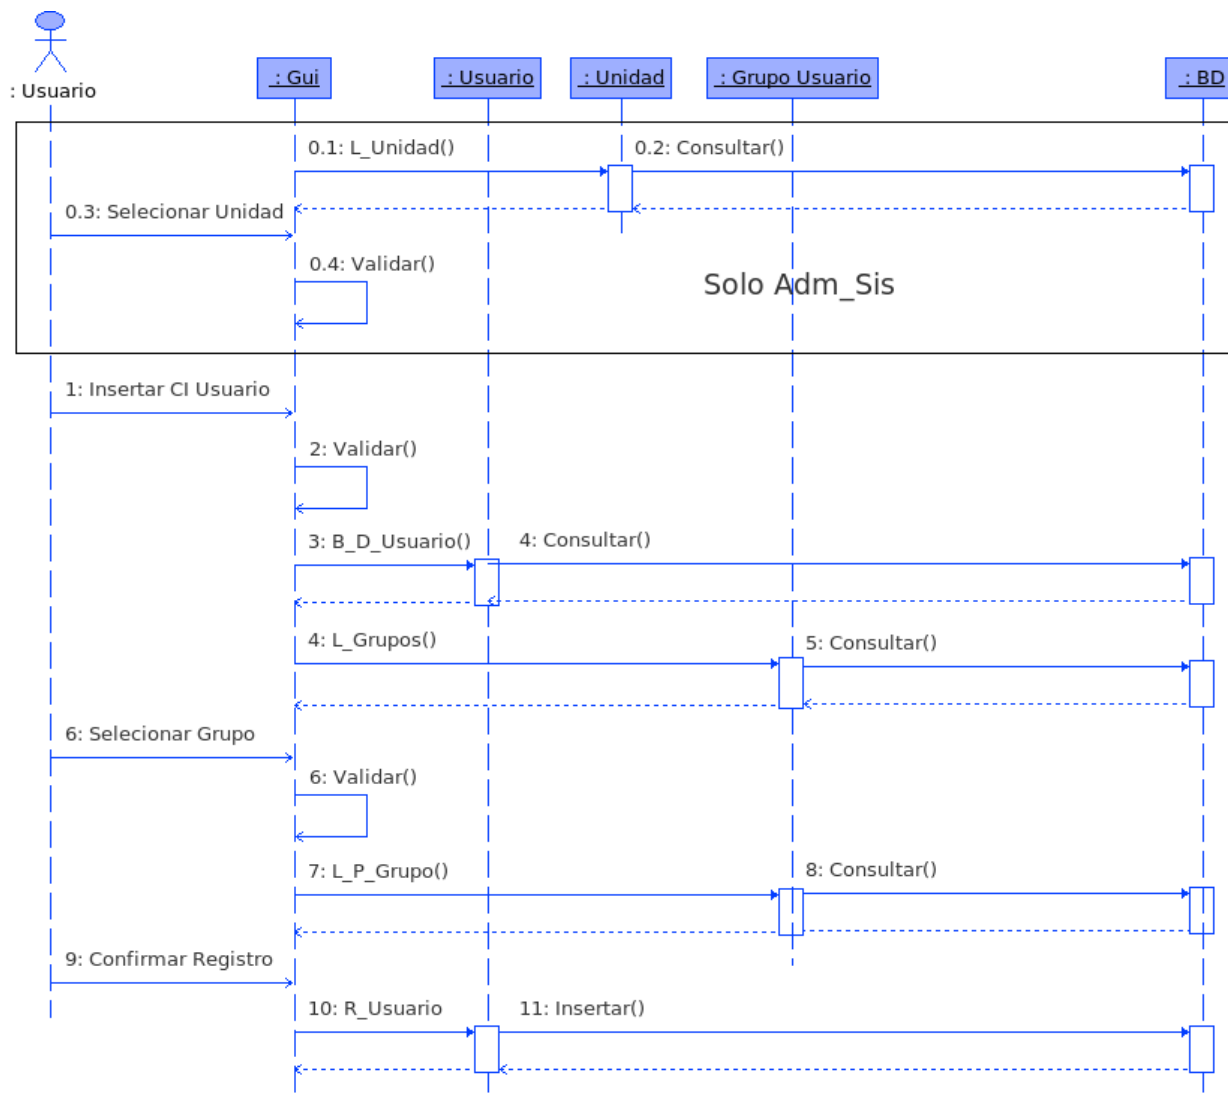 : Usuario
: Gui
: Usuario
: Unidad
: Grupo Usuario
: BD
0.1: L_Unidad()
0.2: Consultar()
0.3: Selecionar Unidad
0.4: Validar()
Solo Adm_Sis
1: Insertar CI Usuario
2: Validar()
3: B_D_Usuario()
4: Consultar()
4: L_Grupos()
5: Consultar()
6: Selecionar Grupo
6: Validar()
7: L_P_Grupo()
8: Consultar()
9: Confirmar Registro
10: R_Usuario
11: Insertar()